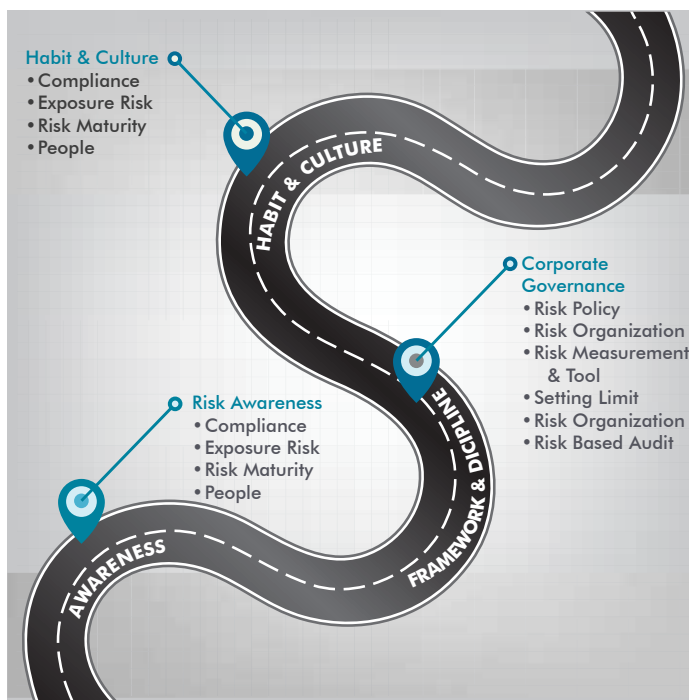 Habit & Culture
• Compliance
• Exposure Risk
• Risk Maturity
• People
HABIT & CULTURE
Corporate
Governance
• Risk Policy
• Risk Organization
• Risk Measurement
& Tool
• Setting Limit
• Risk Organization
• Risk Based Audit
FRAMEWORK & DICIPLINE
Risk Awareness
• Compliance
• Exposure Risk
• Risk Maturity
• People
AWARENESS